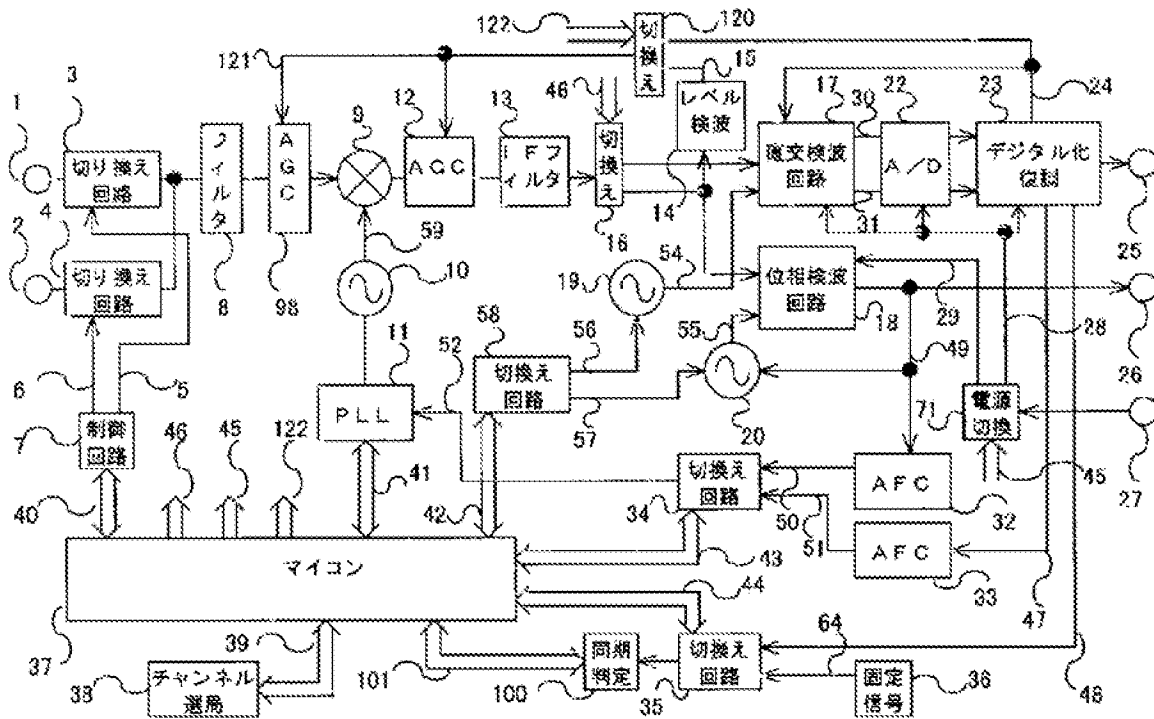 122
120
切
換
え
121
15
46
レベル
検波
3
12
13
17
30
22
23
24
1
9
切り換え
回路
フ
ィ
ル
タ
A
G
C
AGC
IFフ
ィルタ
切
換
え
直交検波
回路
A/D
デジタル化
復調
4
2
59
14
16
31
25
切り換え
回路
10
19
54
位相検波
回路
8
98
58
56
55
18
29
28
6
5
11
52
切換え
回路
49
26
PLL
57
20
71
電源
切換
7
制御
回路
46
45
122
41
42
34
切換え
回路
50
AFC
32
45
27
40
51
AFC
マイコン
43
33
44
47
37
39
64
38
チャンネル
選局
101
同期
判定
100
切換え
回路
35
固定
信号
36
48